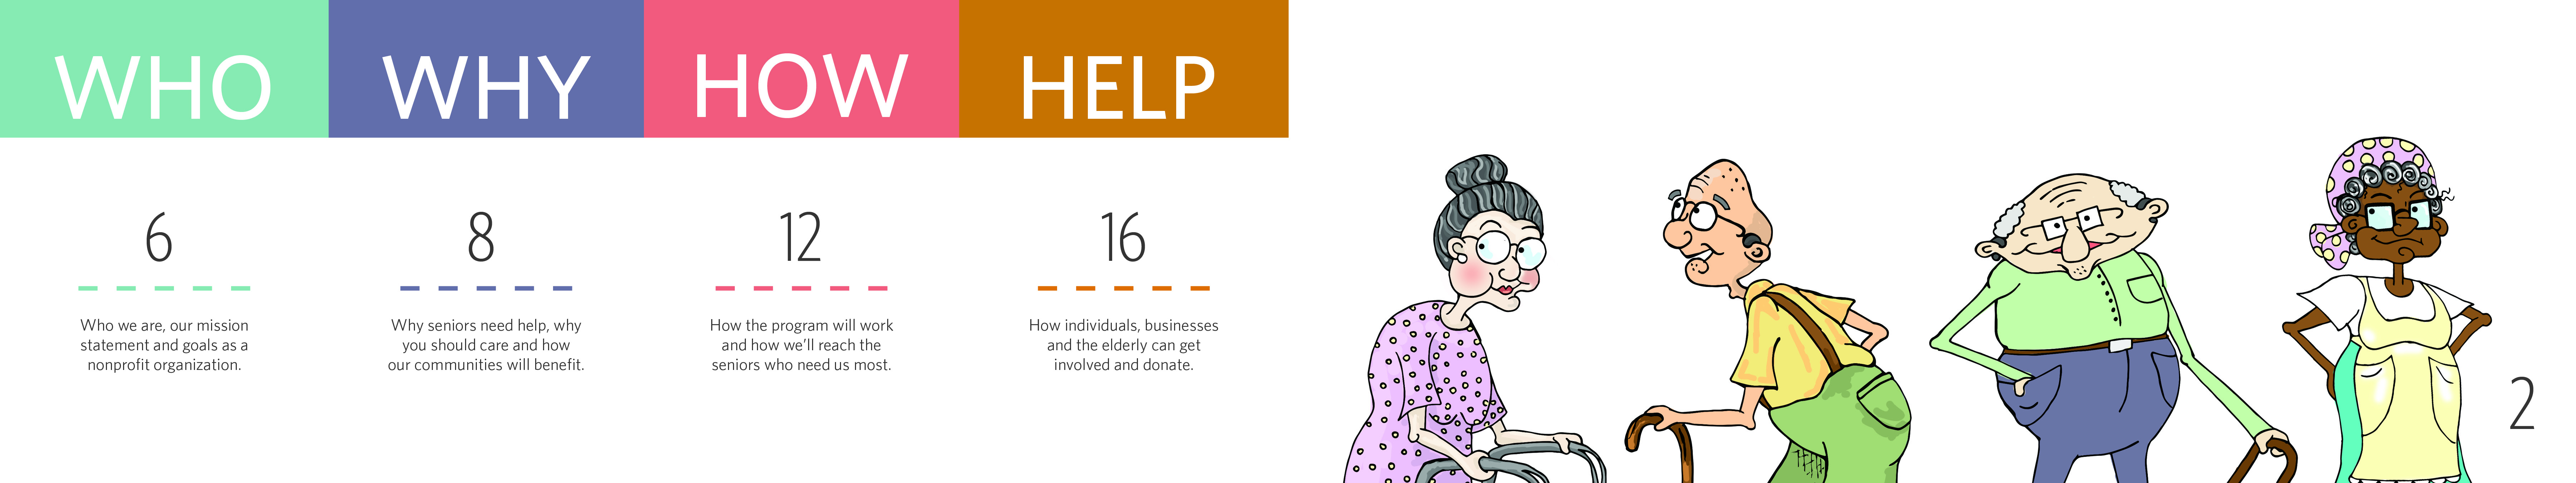 WHO
WHY
HOW
HELP
6
Who we are, our mission
statement and goals as a
nonprofit organization.
8
Why seniors need help, why
you should care and how
our communities will benefit.
12
How the program will work
and how we'll reach the
seniors who need us most.
16
How individuals, businesses
and the elderly can get
involved and donate.
2